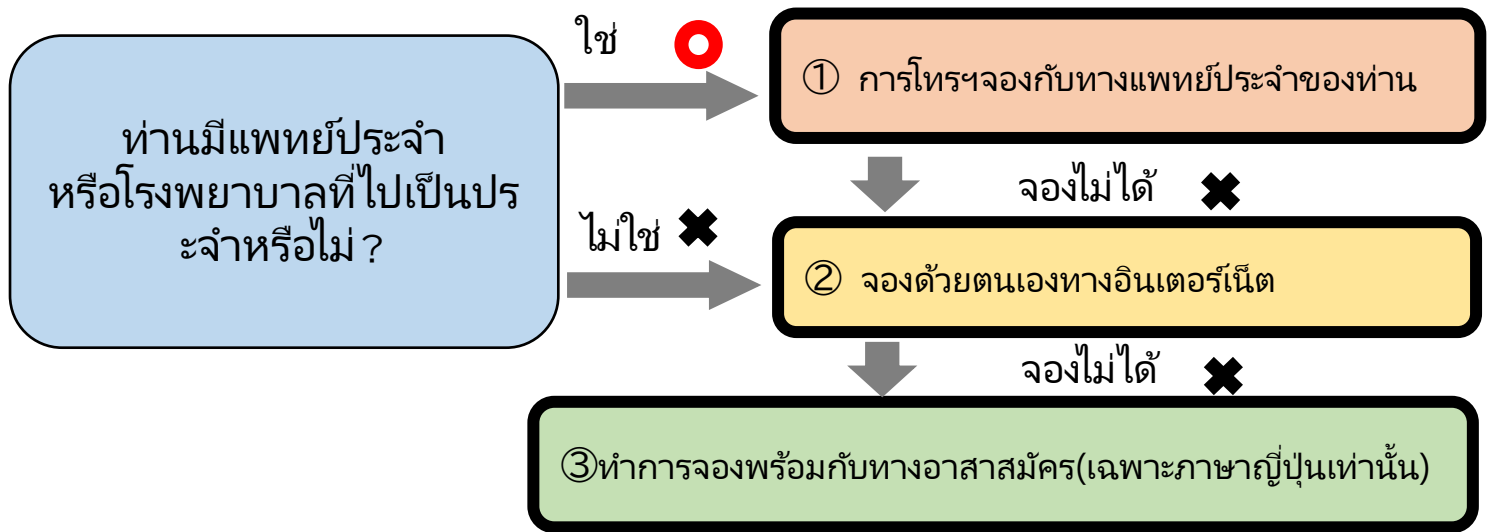 ท่านมีแพทย์ประจำ
หรือโรงพยาบาลที่ไปเป็นปร
ะจำหรือไม่?
ใช่
① การโทรฯจองกับทางแพทย์ประจำของท่าน
จองไม่ได้
ไม่ใช่
② จองด้วยตนเองทางอินเตอร์เน็ต
จองไม่ได้
③ทำการจองพร้อมกับทางอาสาสมัคร(เฉพาะภาษาญี่ปุ่นเท่านั้น)